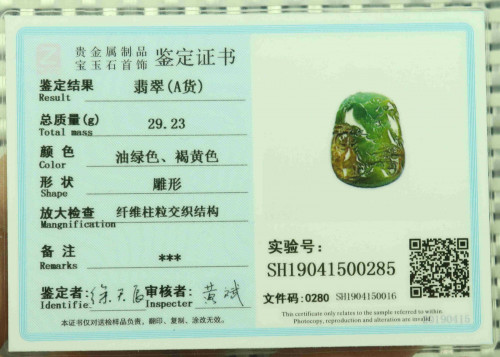 贵金属制品
宝玉石首饰 鉴定证书
鉴定结果 翡翠(A货)
Result
总质量(g) 29.23
Total mass
颜色 油绿色、褐黄色
Color
形状 雕形
Shape
放大检查 纤维柱粒交织结构
Mangnification
备注 ***
Remarks
鉴定者: 审核者: 黄斌
Identifie Inspecter
本证书仅对送检样品负责,翻印、复制、涂改无效。
实验号:
SH19041500285
文件码: 0280 SH1904150016
This certificate only relates to the sample referred to within.
Photocopy, reproduction and alteration are model.